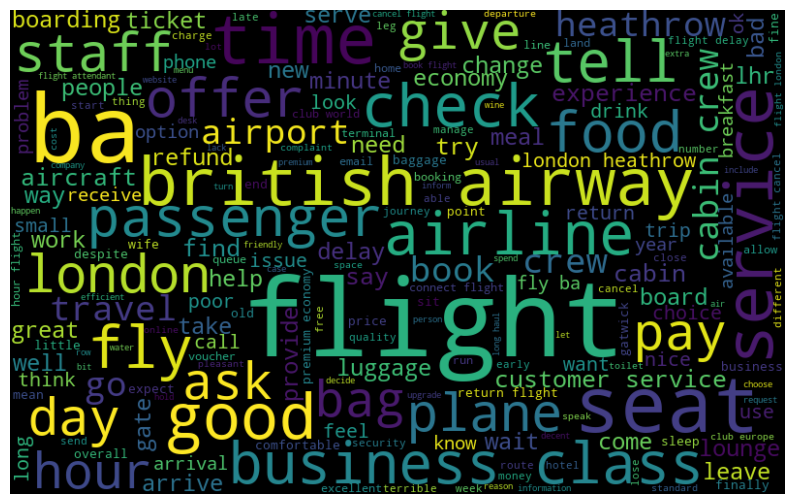 boarding
ticket
late
charge
time
serve
cancel flight
leg
give
departure
line
land
heathrow
bad
ok
fine
staff
phone
lot
home
book flight
change
tell
flight delay
extra
flight attendant
menu
website
new
minute
economy
lhr
problem
people
offer
look
check
experience
cabin crew
breakfast
flight london
start
thing
club world
wine
drink
ba
option
desk
terminal
manage
meal
food
number
cost
airport
need
try
company
lack
complaint
email
baggage
usual
london heathrow
refund
service
aircraft
premium
british airway
way
receive
turn
end
inform
able
booking
include
happen
small
passenger
journey
point
airline
return
trip
year
available
flight cancel
allow
work
wife
friendly
find
delay
spend
close
despite
queue
issue
book
crew
cabin
different
hour flight
london
help
case
space
say
connect flight
fly ba
board
air
travel
poor
old
premium economy
sit
cancel
gatwick
choice
great
take
free
price
person
long haul
let
pay
efficient
online
provide
quality
run
nice
little
fly
call
voucher
flight
early
want
toilet
business
well
row
water
bit
luggage
customer service
think
ask
pleasant
decide
return flight
use
choose
mean
go
expect
hold
upgrade
bag
plane
come
seat
request
day
good
feel
speak
send
gate
know
wait
sleep
club europe
long
overall
comfortable
security
route
hotel
lose
lounge
decent
hour
arrival
business class
money
standard
leave
arrive
excellent
terrible
week
reason
information
finally